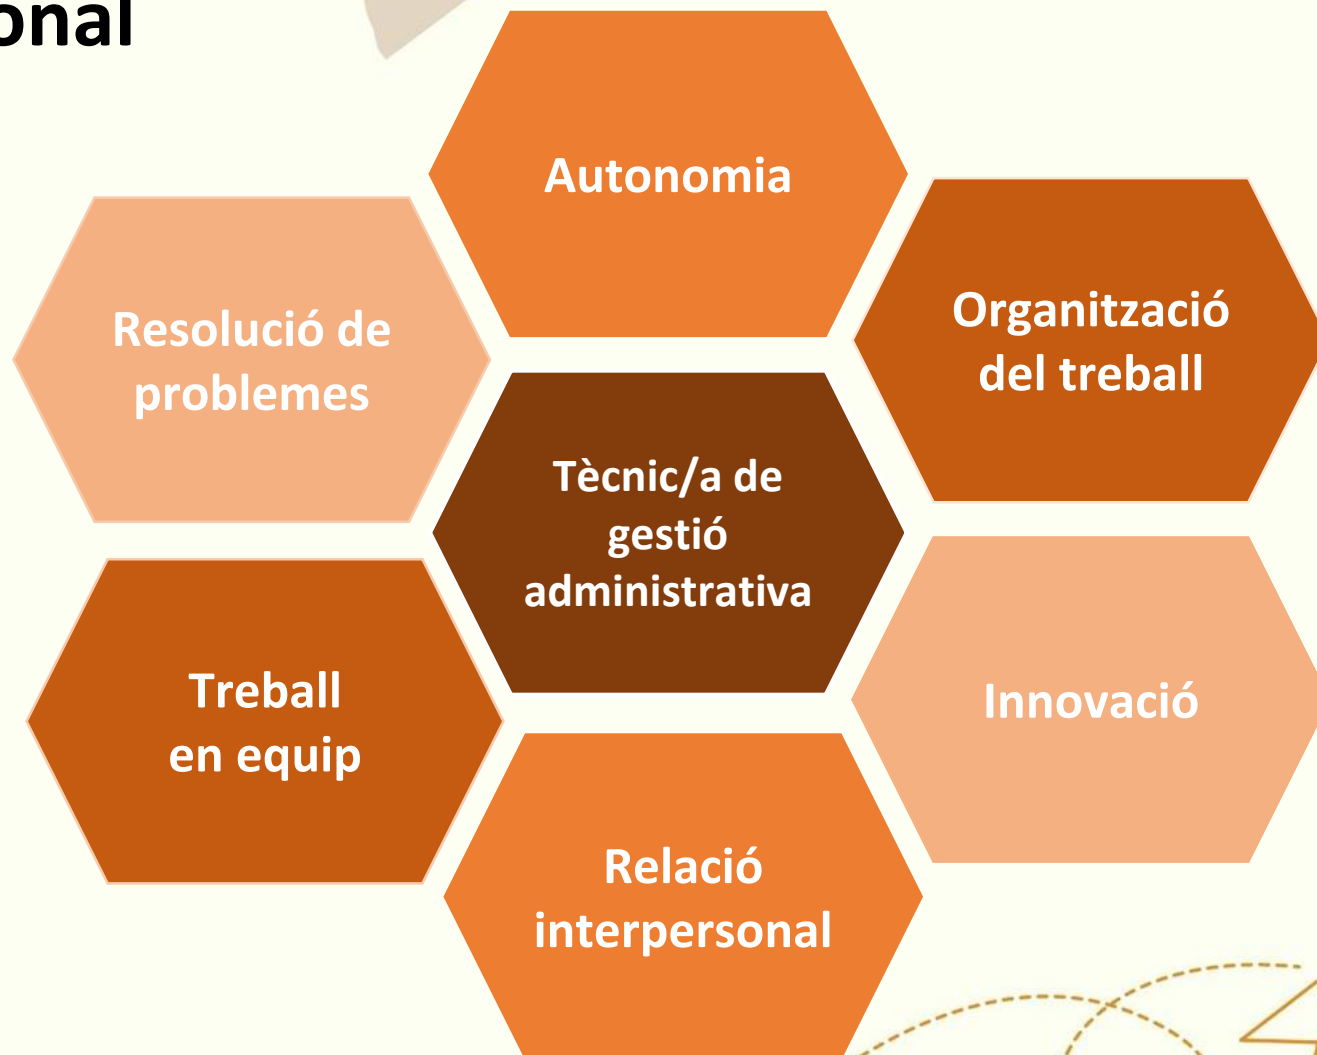 onal
Autonomia
Organització
del treball
Resolució de
problemes
Tècnic/a de
gestió
administrativa
Innovació
Treball
en equip
Relació
interpersonal